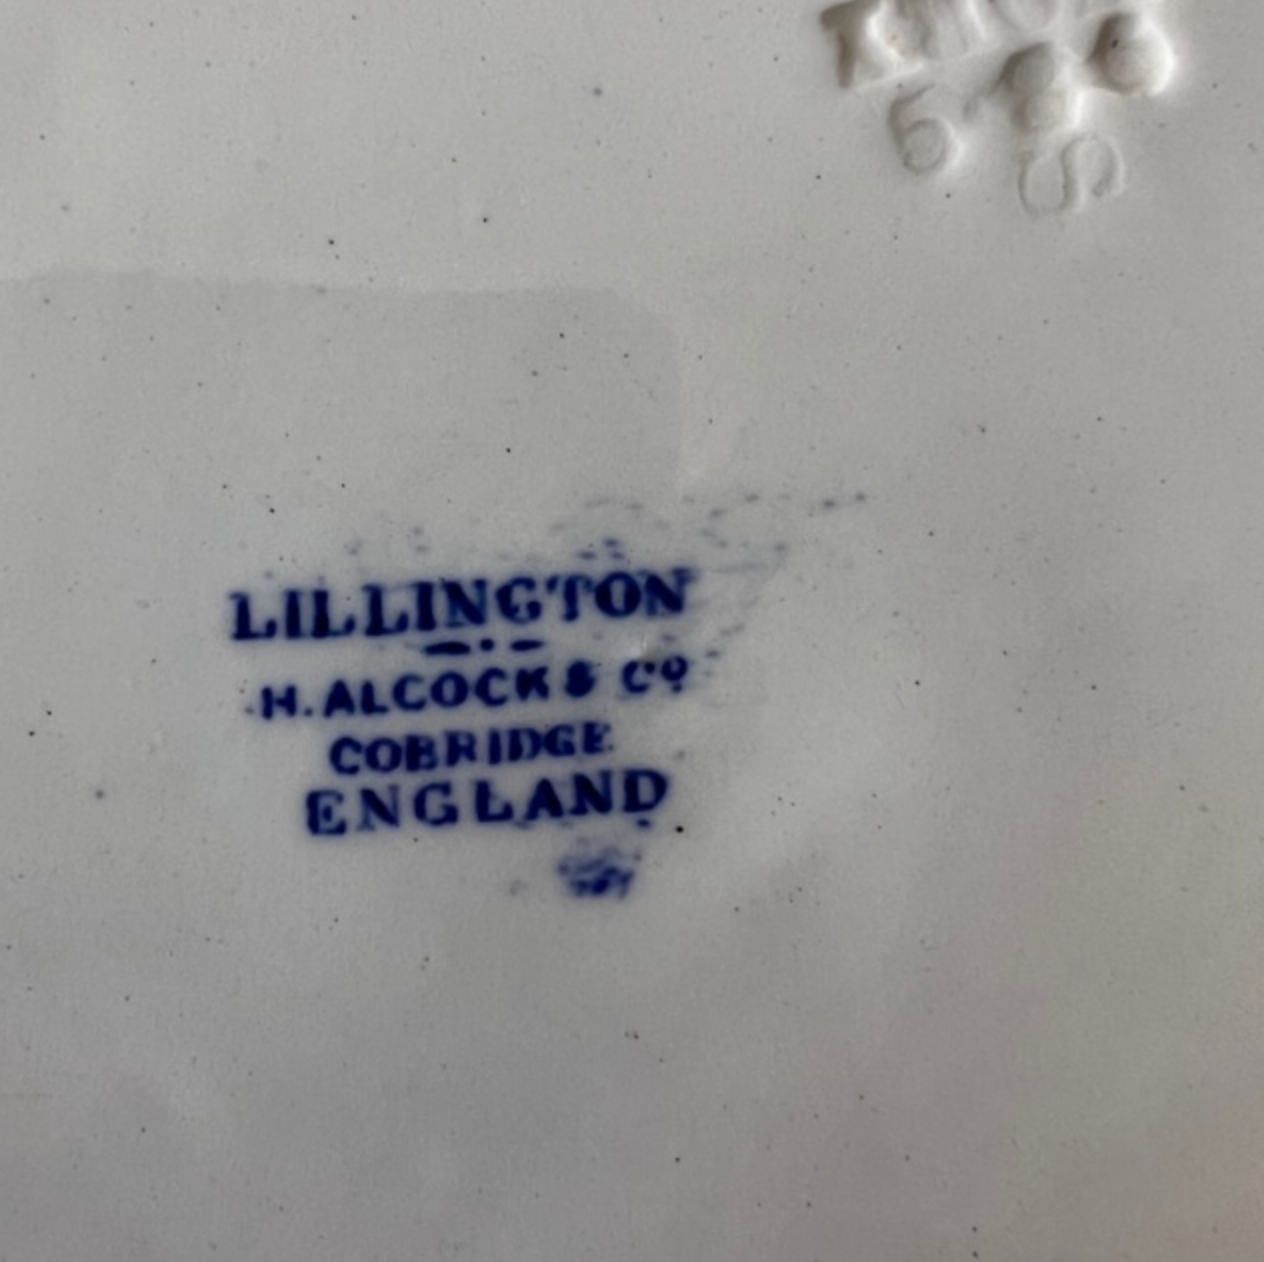 LILLINGTON
H. ALCOCK & Co
COBRIDGE
ENGLAND